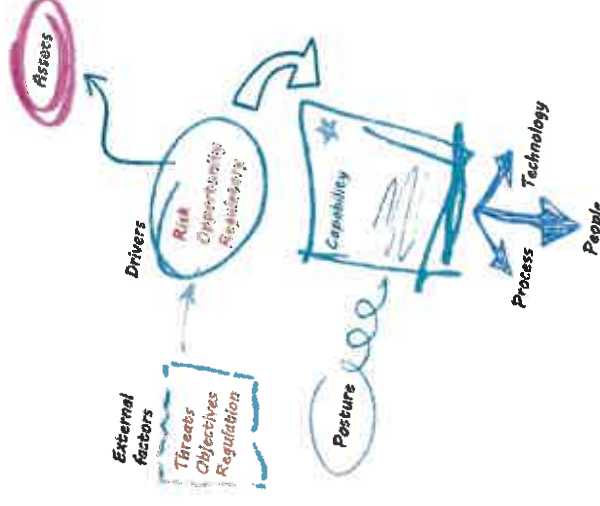 Assets
Drivers
Risk
Opportunity
Regulatory
External
factors
Threats
Objectives
Regulation
Capability
Posture
Process
Technology
People